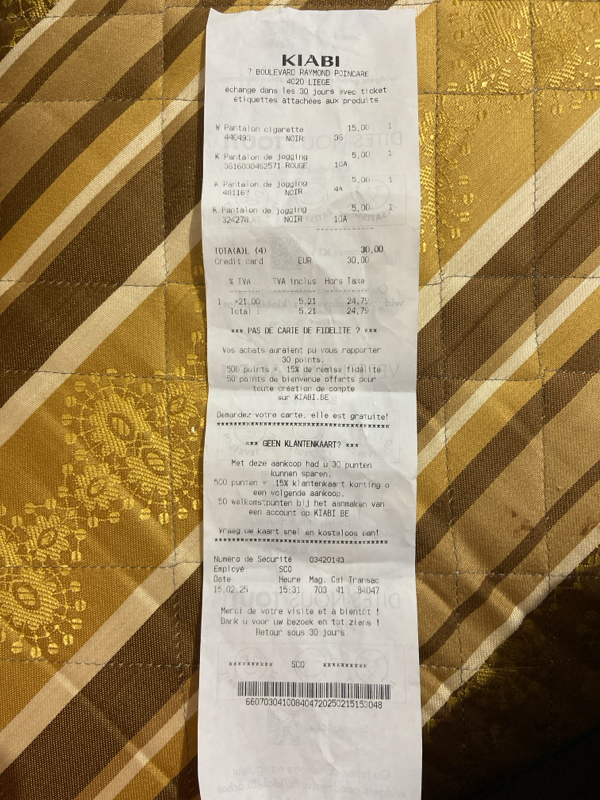 KIABI
7 BOULEVARD RAYMOND POINCARE
4020 LIEGE
échange dans les 30 jours avec ticket
étiquettes attachées aux produits
W Pantalon cigarette 15,00 1
440493 NOIR 36
K Pantalon de jogging 5,00 1
3616030462571 ROUGE 10A
K Pantalon de jogging 5,00 1
481167 NOIR 4A
K Pantalon de jogging 5,00 1
324278 NOIR 10A
TOTA(A)L (4) 30,00
Credit card EUR 30,00
% TVA TVA inclus Hors Taxe
1 *21.00 5,21 24,79
Total : 5,21 24,79
*** PAS DE CARTE DE FIDELITE ? ***
Vos achats auraient pu vous rapporter
30 points.
500 points = 15% de remise fidélité
50 points de bienvenue offerts pour
toute création de compte
sur KIABI.BE
Demandez votre carte, elle est gratuite!
*** GEEN KLANTENKAART? ***
Met deze aankoop had u 30 punten
kunnen sparen.
500 punten = 15% klantenkaart korting o
een volgende aankoop.
50 welkomstpunten bij het aanmaken van
een account op KIABI.BE
Vraag uw kaart snel en kosteloos aan!
Numéro de Sécurité 03420143
Employé SCO
Date Heure Mag. Cai Transac
15.02.25 15:31 703 41 84047
Merci de votre visite et à bientôt !
Dank u voor uw bezoek en tot ziens !
Retour sous 30 jours
********** SCO **********
6607030410084047202502151531048